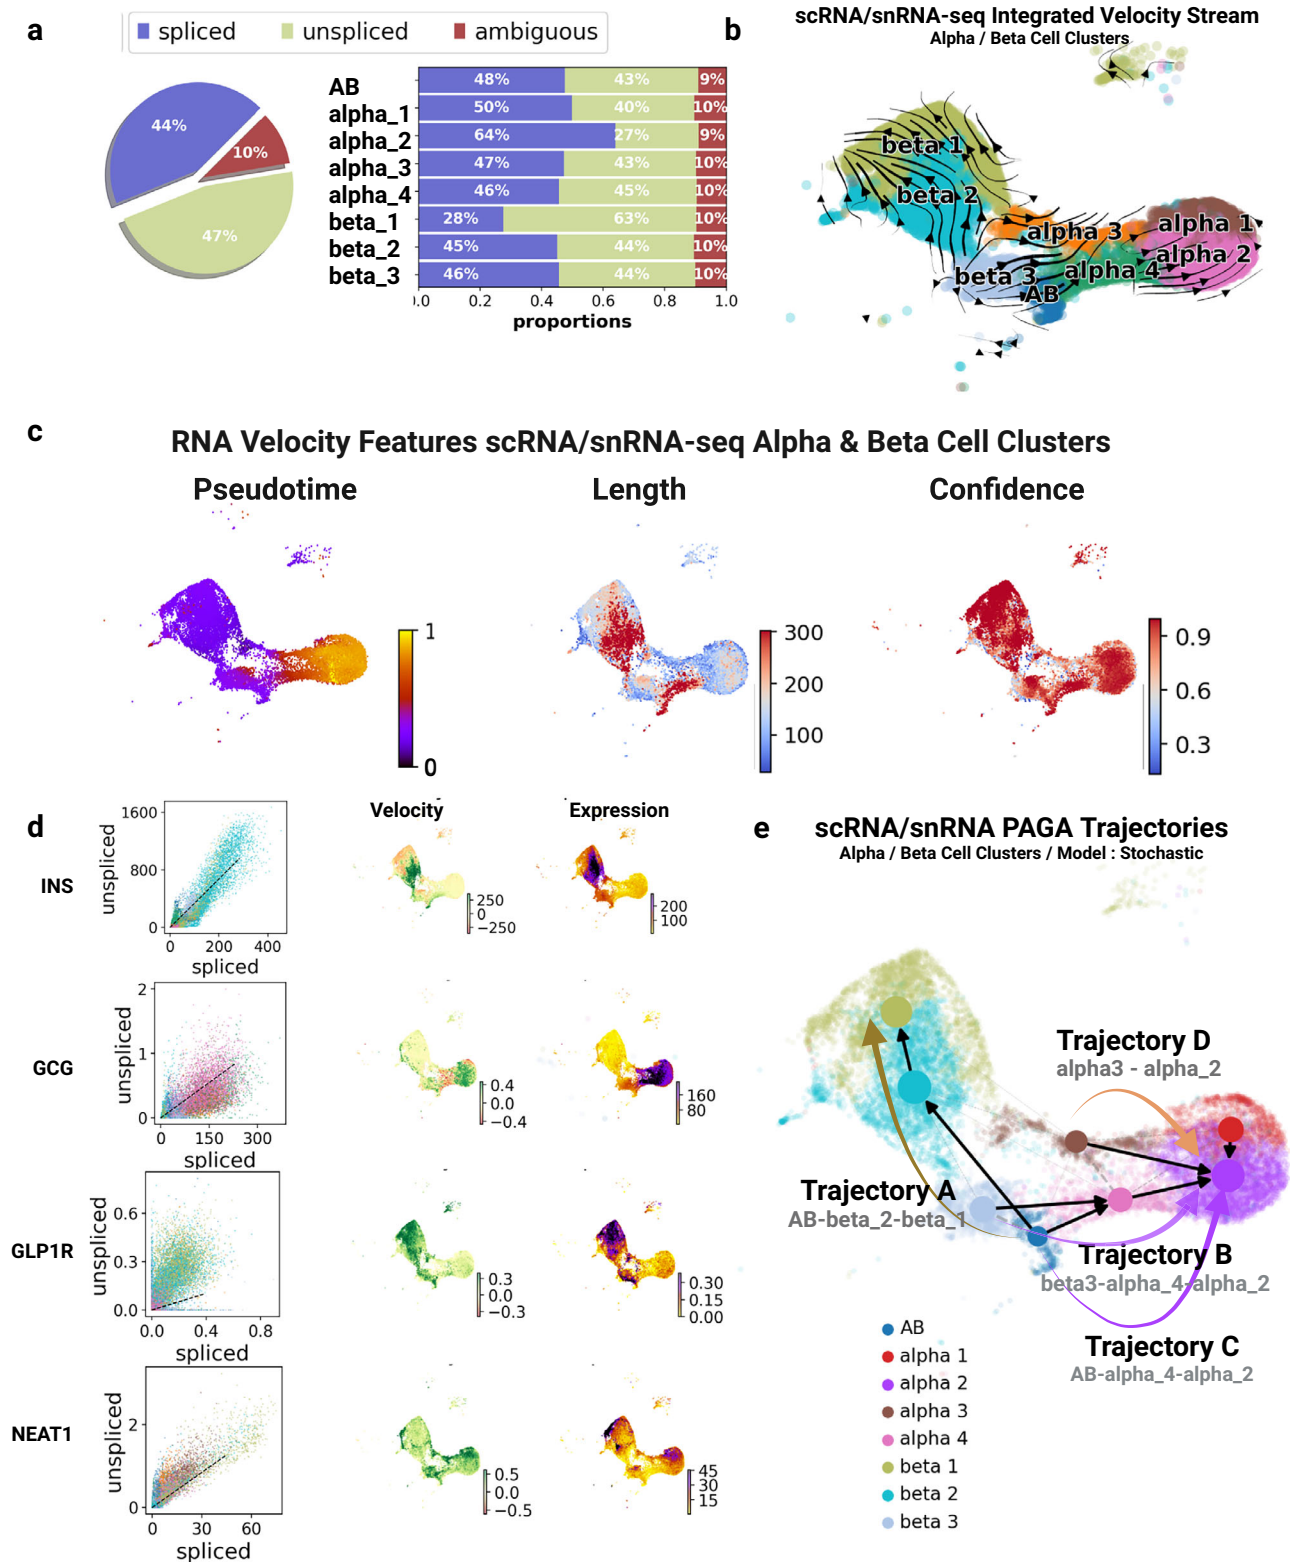 a
spliced unspliced ambiguous
44%
10%
47%
AB 48% 43% 9%
alpha_1 50% 40% 10%
alpha_2 64% 27% 9%
alpha_3 47% 43% 10%
alpha_4 46% 45% 10%
beta_1 28% 63% 10%
beta_2 45% 44% 10%
beta_3 46% 44% 10%
.0 0.2 0.4 0.6 0.8 1.0
proportions
b
scRNA/snRNA-seq Integrated Velocity Stream
Alpha / Beta Cell Clusters
beta 1
beta 2
alpha 3
alpha 1
alpha 2
beta 3
alpha 4
AB
c
RNA Velocity Features scRNA/snRNA-seq Alpha & Beta Cell Clusters
Pseudotime Length Confidence
1
0
300
200
100
0.9
0.6
0.3
d
Velocity Expression
INS
unspliced
1600
800
0
0 200 400
spliced
250
0
−250
200
100
GCG
unspliced
2
1
0
0 150 300
spliced
0.4
0.0
−0.4
160
80
GLP1R
unspliced
0.6
0.3
0.0
0.0 0.4 0.8
spliced
0.3
0.0
−0.3
0.30
0.15
0.00
NEAT1
unspliced
2
0
0 30 60
spliced
0.5
0.0
−0.5
45
30
15
e
scRNA/snRNA PAGA Trajectories
Alpha / Beta Cell Clusters / Model : Stochastic
Trajectory D
alpha3 - alpha_2
Trajectory A
AB-beta_2-beta_1
Trajectory B
beta3-alpha_4-alpha_2
Trajectory C
AB-alpha_4-alpha_2
AB
alpha 1
alpha 2
alpha 3
alpha 4
beta 1
beta 2
beta 3